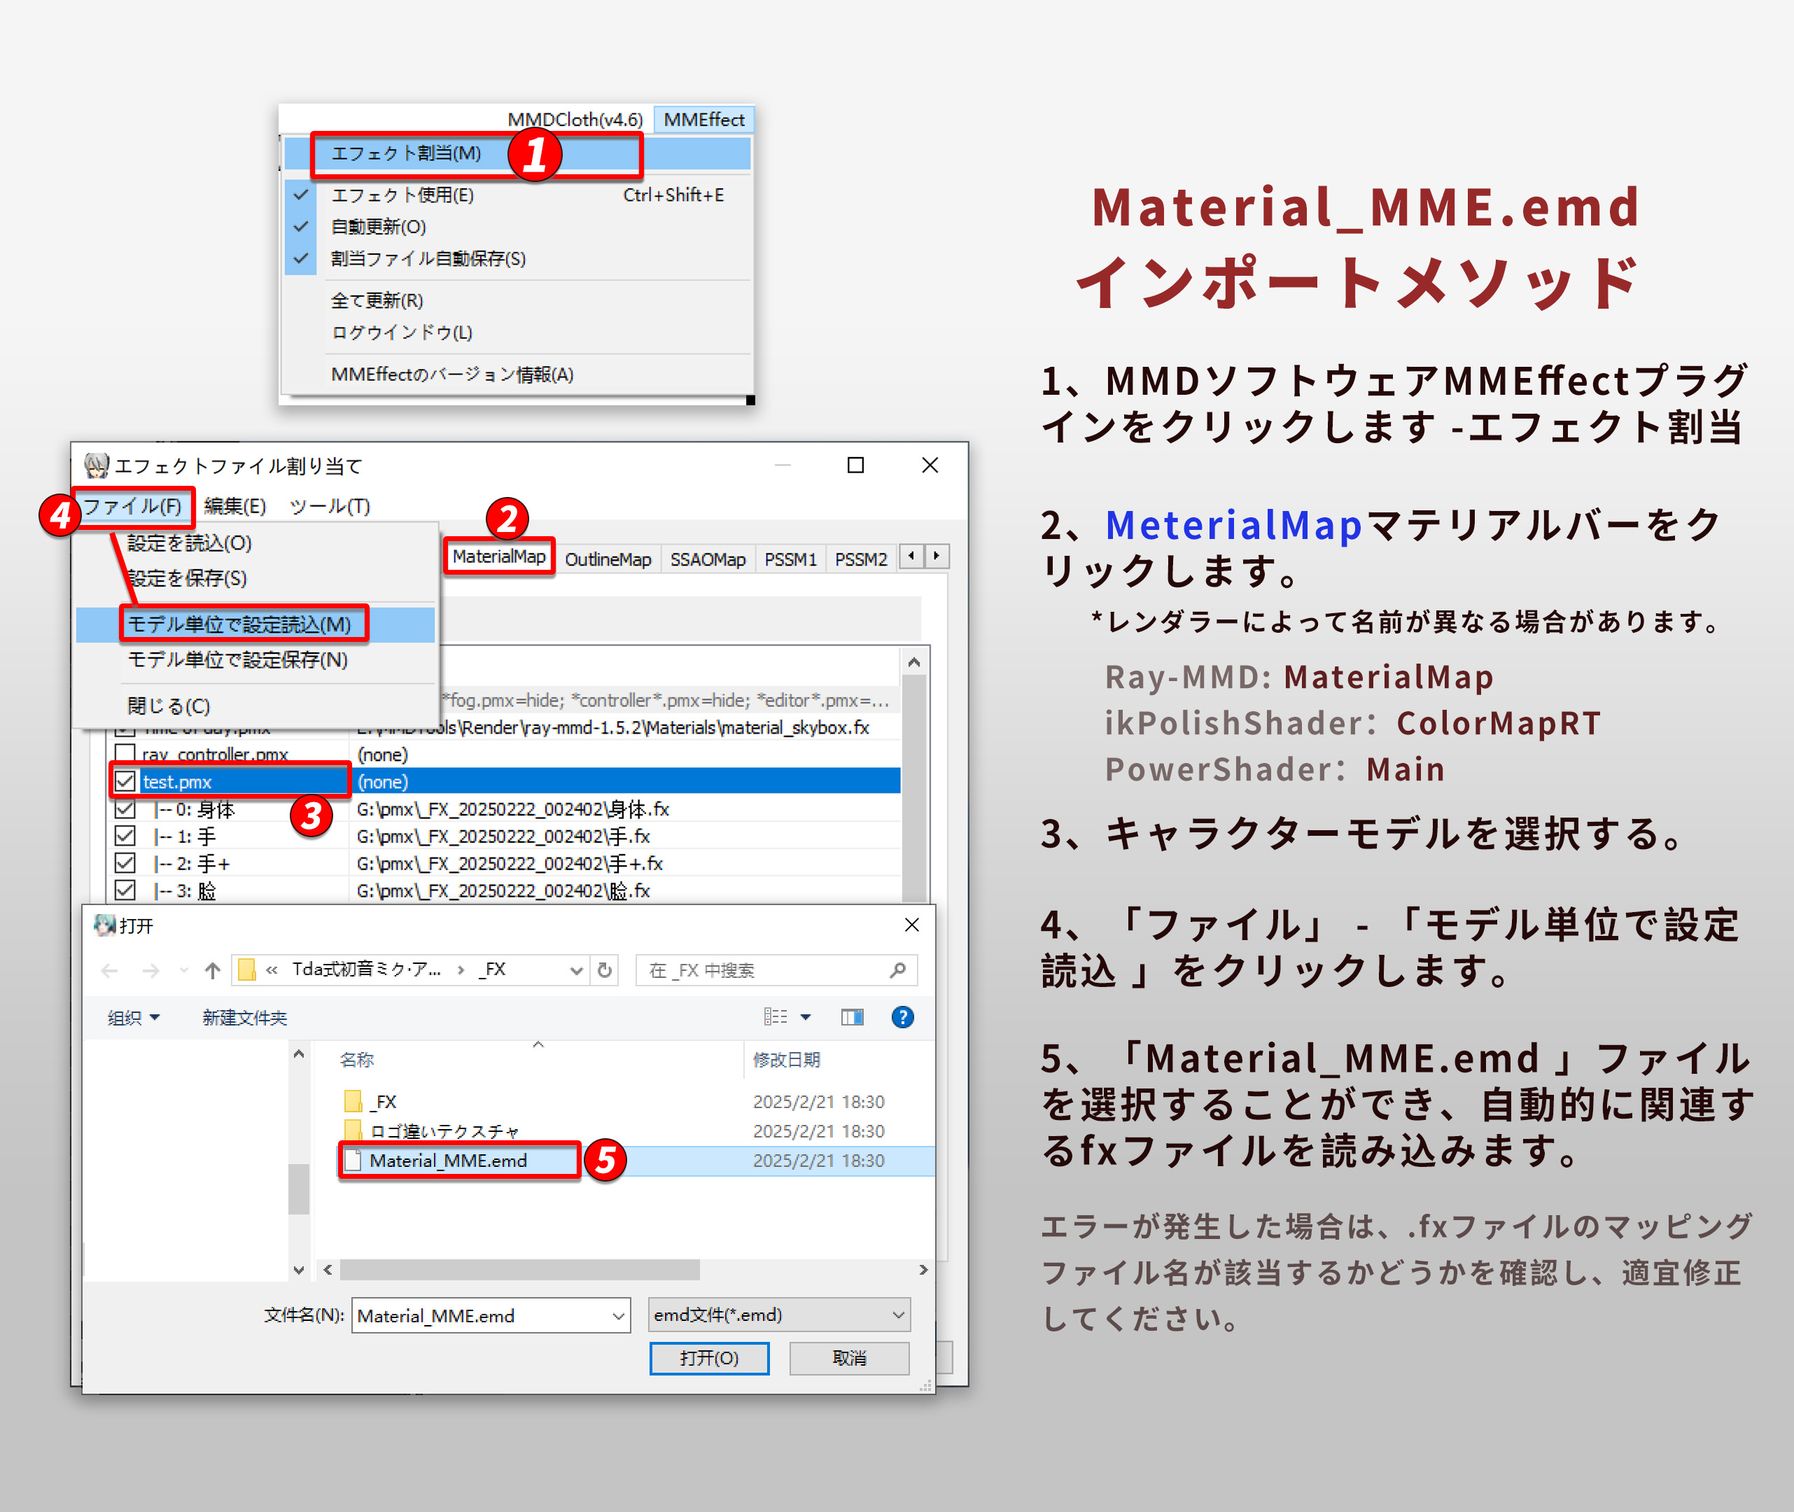 MMDCloth(v4.6) MMEffect
エフェクト割当(M)
1
エフェクト使用(E) Ctrl+Shift+E
自動更新(O)
割当ファイル自動保存(S)
全て更新(R)
ログウインドウ(L)
MMEffectのバージョン情報(A)
エフェクトファイル割り当て
4
ファイル(F) 編集(E) ツール(T)
2
設定を読込(O)
設定を保存(S)
モデル単位で設定読込(M)
モデル単位で設定保存(N)
閉じる(C)
MaterialMap OutlineMap SSAOMap PSSM1 PSSM2
*fog.pmx=hide; *controller*.pmx=hide; *editor*.pmx=...
Time of day.pmx ools\Render\ray-mmd-1.5.2\Materials\material_skybox.fx
ray_controller.pmx (none)
test.pmx (none)
3
|-- 0: 身体 G:\pmx\_FX_20250222_002402\身体.fx
|-- 1: 手 G:\pmx\_FX_20250222_002402\手.fx
|-- 2: 手+ G:\pmx\_FX_20250222_002402\手+.fx
|-- 3: 脸 G:\pmx\_FX_20250222_002402\脸.fx
打开
« Tda式初音ミク·ア... › _FX
在 _FX 中搜索
组织 新建文件夹
名称 修改日期
_FX 2025/2/21 18:30
ロゴ違いテクスチャ 2025/2/21 18:30
Material_MME.emd 2025/2/21 18:30
5
文件名(N): Material_MME.emd emd文件(*.emd)
打开(O) 取消
Material_MME.emd
インポートメソッド
1、MMDソフトウェアMMEffectプラグ
インをクリックします -エフェクト割当
2、MeterialMapマテリアルバーをク
リックします。
*レンダラーによって名前が異なる場合があります。
Ray-MMD: MaterialMap
ikPolishShader: ColorMapRT
PowerShader: Main
3、キャラクターモデルを選択する。
4、「ファイル」 - 「モデル単位で設定
読込 」をクリックします。
5、「Material_MME.emd 」ファイル
を選択することができ、自動的に関連す
るfxファイルを読み込みます。
エラーが発生した場合は、.fxファイルのマッピング
ファイル名が該当するかどうかを確認し、適宜修正
してください。